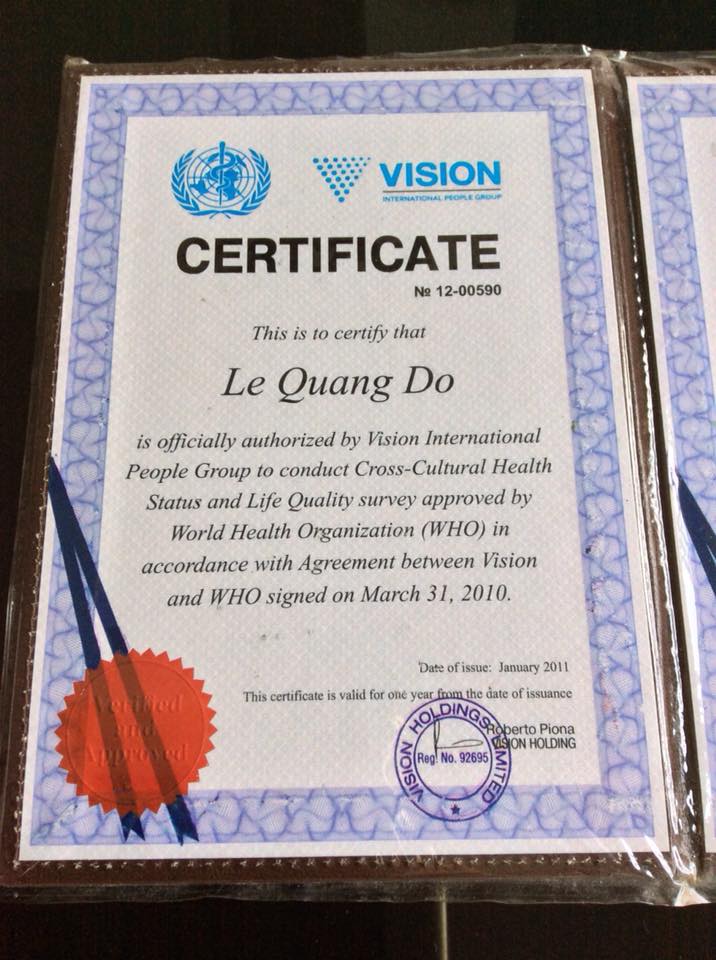 VISION
INTERNATIONAL PEOPLE GROUP
CERTIFICATE
№ 12-00590
This is to certify that
Le Quang Do
is officially authorized by Vision International
People Group to conduct Cross-Cultural Health
Status and Life Quality survey approved by
World Health Organization (WHO) in
accordance with Agreement between Vision
and WHO signed on March 31, 2010.
Date of issue: January 2011
This certificate is valid for one year from the date of issuance
Roberto Piona
VISION HOLDING
VISION HOLDINGS LIMITED
Reg. No. 92695
Verified
and
Approved